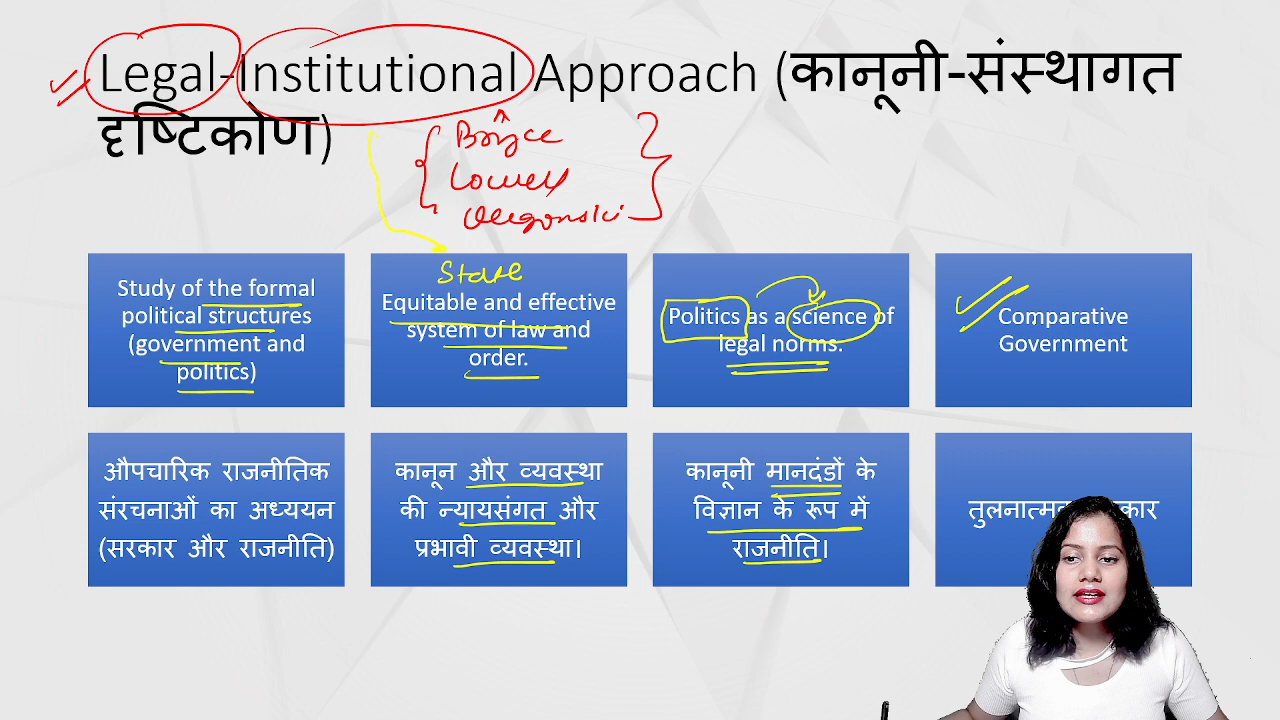 Legal-Institutional Approach (कानूनी-संस्थागत
दृष्टिकोण)
Bryce
Lowell
State
Study of the formal
political structures
(government and
politics)
Equitable and effective
system of law and
order.
Politics as a science of
legal norms.
Comparative
Government
औपचारिक राजनीतिक
संरचनाओं का अध्ययन
(सरकार और राजनीति)
कानून और व्यवस्था
की न्यायसंगत और
प्रभावी व्यवस्था।
कानूनी मानदंडों के
विज्ञान के रूप में
राजनीति।